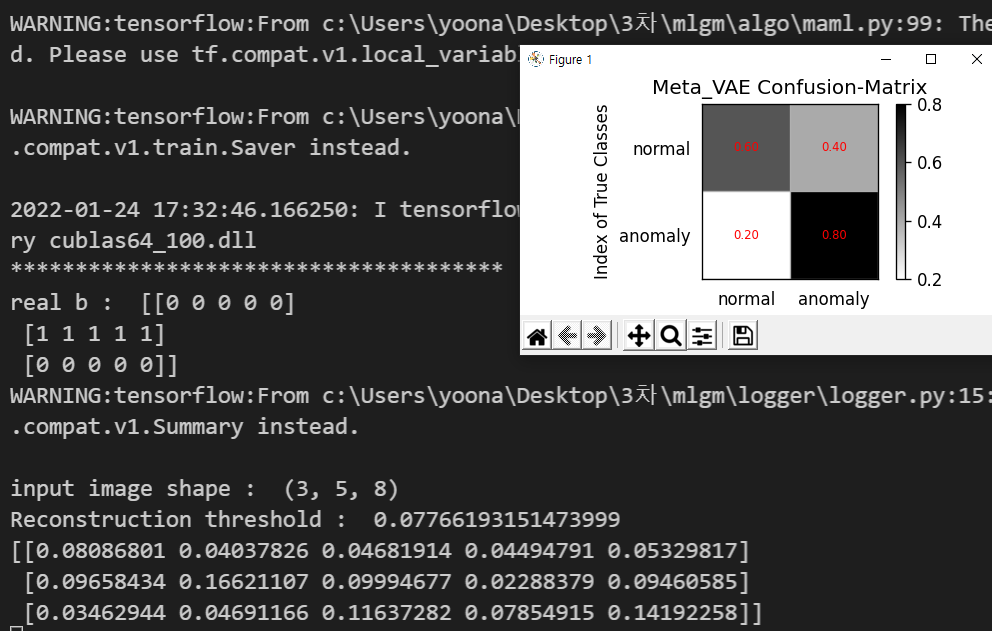 WARNING:tensorflow:From c:\Users\yoona\Desktop\3차\mlgm\algo\maml.py:99: The
d. Please use tf.compat.v1.local_variab
WARNING:tensorflow:From c:\Users\yoona\
.compat.v1.train.Saver instead.
2022-01-24 17:32:46.166250: I tensorflow
ry cublas64_100.dll
**************************************
real b :  [[0 0 0 0 0]
 [1 1 1 1 1]
 [0 0 0 0 0]]
WARNING:tensorflow:From c:\Users\yoona\Desktop\3차\mlgm\logger\logger.py:15:
.compat.v1.Summary instead.
input image shape :  (3, 5, 8)
Reconstruction threshold :  0.07766193151473999
[[0.08086801 0.04037826 0.04681914 0.04494791 0.05329817]
 [0.09658434 0.16621107 0.09994677 0.02288379 0.09460585]
 [0.03462944 0.04691166 0.11637282 0.07854915 0.14192258]]
Figure 1
Meta_VAE Confusion-Matrix
Index of True Classes
normal
0.60 0.40
anomaly
0.20 0.80
normal anomaly
0.8
0.6
0.4
0.2